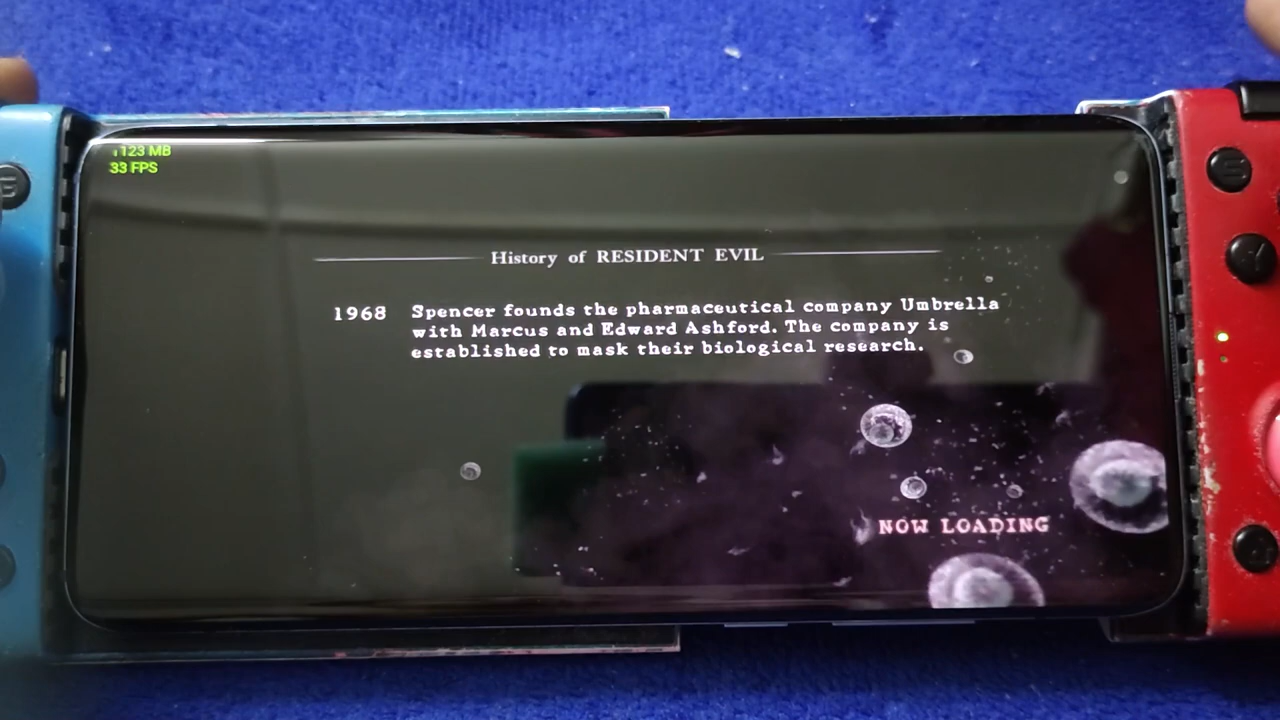 1123 MB
33 FPS
History of RESIDENT EVIL
1968 Spencer founds the pharmaceutical company Umbrella
with Marcus and Edward Ashford. The company is
established to mask their biological research.
NOW LOADING
S
Y